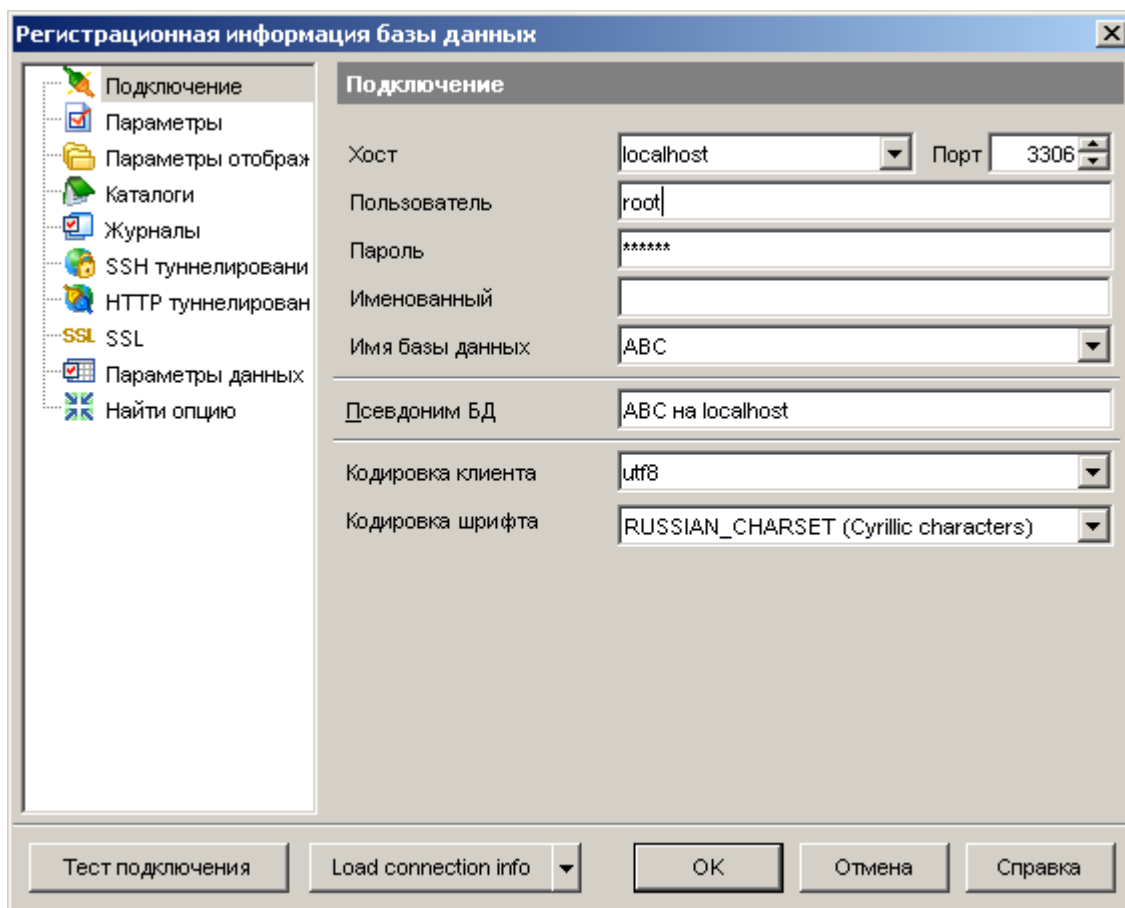 Регистрационная информация базы данных
Подключение
Параметры
Параметры отображ
Каталоги
Журналы
SSH туннелировани
HTTP туннелирован
SSL SSL
Параметры данных
Найти опцию
Подключение
Хост localhost Порт 3306
Пользователь root
Пароль ******
Именованный
Имя базы данных ABC
Псевдоним БД ABC на localhost
Кодировка клиента utf8
Кодировка шрифта RUSSIAN_CHARSET (Cyrillic characters)
Тест подключения Load connection info OK Отмена Справка